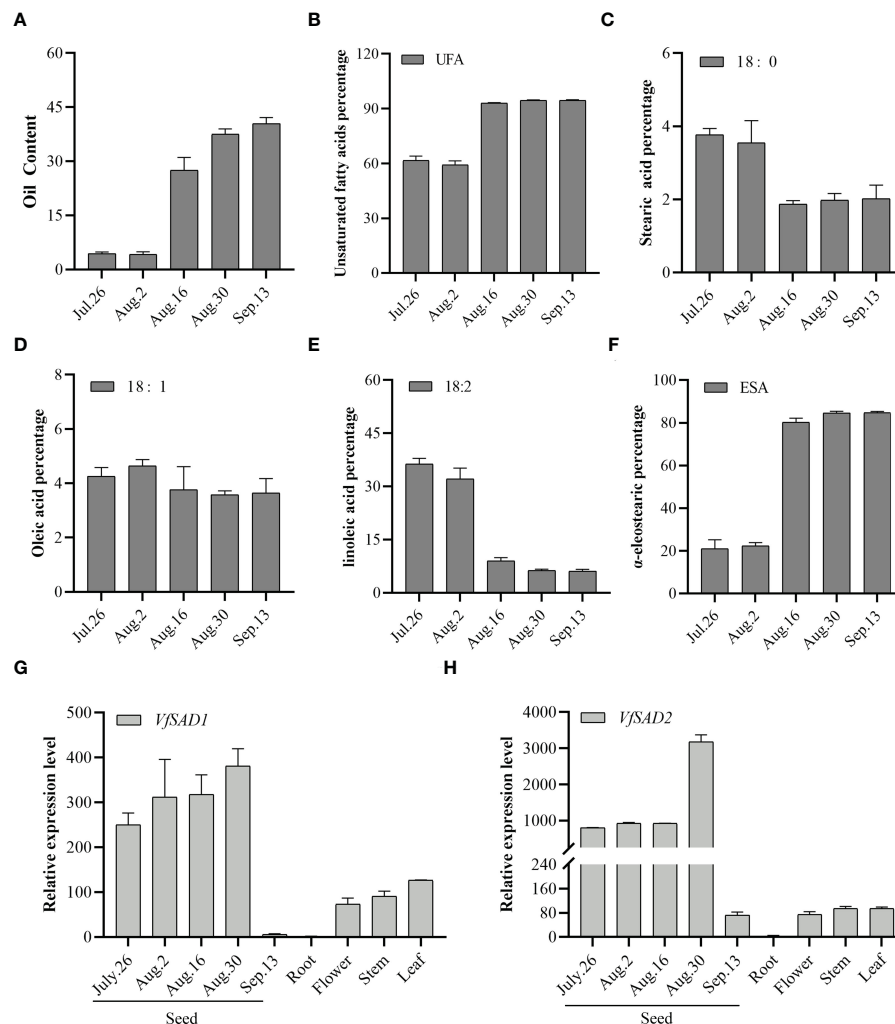 A
Oil Content
60
45
30
15
0
Jul.26
Aug.2
Aug.16
Aug.30
Sep.13
B
UFA
Unsaturated fatty acids percentage
120
90
60
30
0
Jul.26
Aug.2
Aug.16
Aug.30
Sep.13
C
18: 0
Stearic acid percentage
6
4
2
0
Jul.26
Aug.2
Aug.16
Aug.30
Sep.13
D
18: 1
Oleic acid percentage
8
6
4
2
0
Jul.26
Aug.2
Aug.16
Aug.30
Sep.13
E
18:2
linoleic acid percentage
60
45
30
15
0
Jul.26
Aug.2
Aug.16
Aug.30
Sep.13
F
ESA
α-eleostearic percentage
100
80
60
40
20
0
Jul.26
Aug.2
Aug.16
Aug.30
Sep.13
G
VfSAD1
Relative expression level
500
400
300
200
100
0
July.26
Aug.2
Aug.16
Aug.30
Sep.13
Root
Flower
Stem
Leaf
Seed
H
VfSAD2
Relative expression level
4000
3000
2000
1000
240
160
80
0
July.26
Aug.2
Aug.16
Aug.30
Sep.13
Root
Flower
Stem
Leaf
Seed